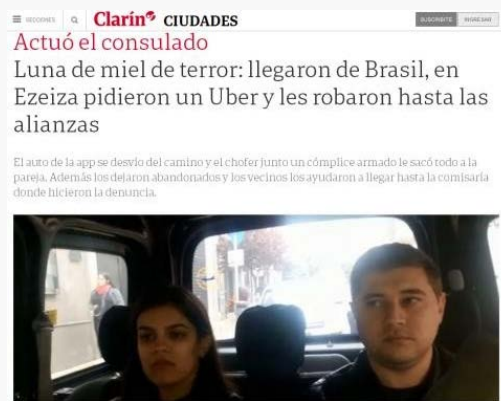 SECCIONES
Clarín CIUDADES
SUSCRIBITE
INGRESAR
Actuó el consulado
Luna de miel de terror: llegaron de Brasil, en
Ezeiza pidieron un Uber y les robaron hasta las
alianzas
El auto de la app se desvío del camino y el chofer junto un cómplice armado le sacó todo a la
pareja. Además los dejaron abandonados y los vecinos los ayudaron a llegar hasta la comisaría
donde hicieron la denuncia.